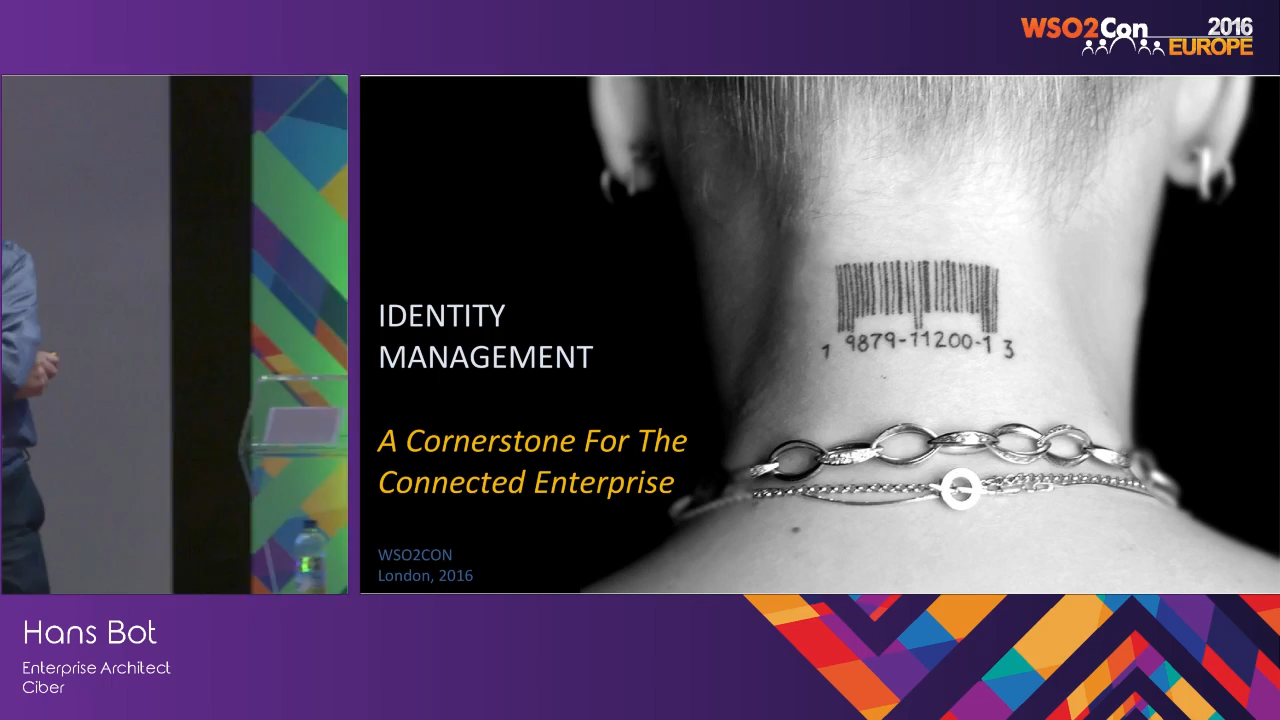 WSO2Con 2016
EUROPE
IDENTITY
MANAGEMENT
A Cornerstone For The
Connected Enterprise
WSO2CON
London, 2016
1 9879-11200-1 3
Hans Bot
Enterprise Architect
Ciber